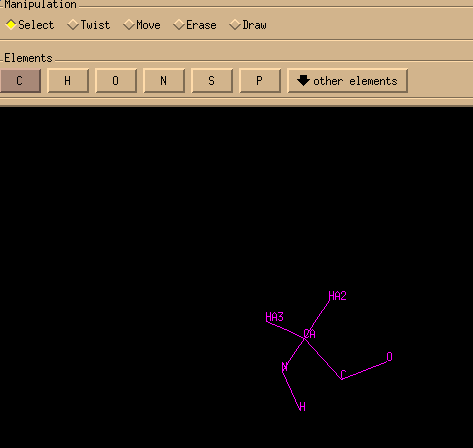 Manipulation
Select Twist Move Erase Draw
Elements
C H O N S P other elements
HA2
HA3
CA
O
N
C
H